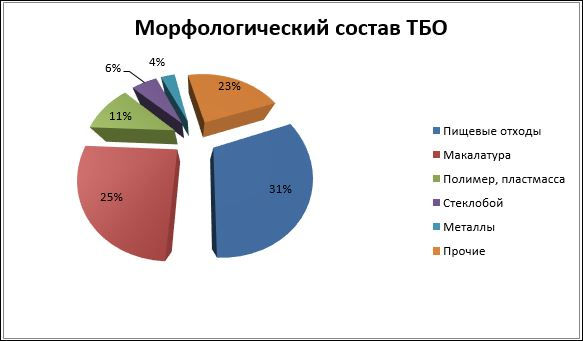 Морфологический состав ТБО
4%
6%
23%
11%
25%
31%
Пищевые отходы
Макалатура
Полимер, пластмасса
Стеклобой
Металлы
Прочие